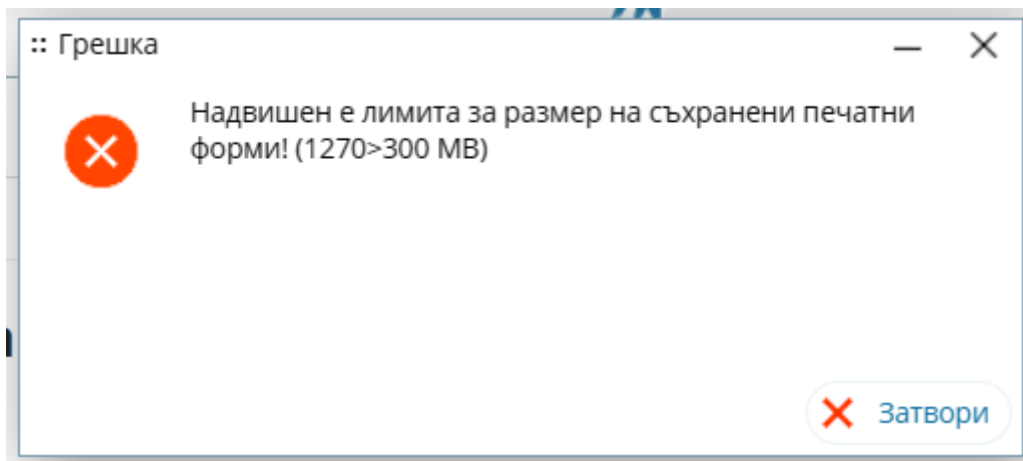 :: Грешка
Надвишен е лимита за размер на съхранени печатни
форми! (1270>300 MB)
Затвори